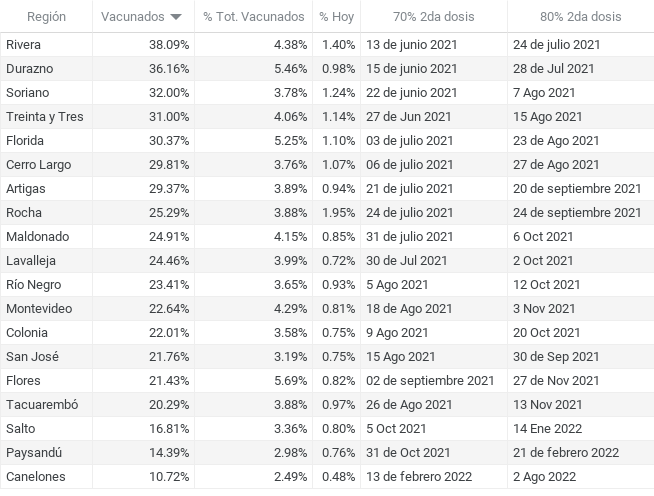 Región Vacunados % Tot. Vacunados % Hoy 70% 2da dosis 80% 2da dosis
Rivera 38.09% 4.38% 1.40% 13 de junio 2021 24 de julio 2021
Durazno 36.16% 5.46% 0.98% 15 de junio 2021 28 de Jul 2021
Soriano 32.00% 3.78% 1.24% 22 de junio 2021 7 Ago 2021
Treinta y Tres 31.00% 4.06% 1.14% 27 de Jun 2021 15 Ago 2021
Florida 30.37% 5.25% 1.10% 03 de julio 2021 23 de Ago 2021
Cerro Largo 29.81% 3.76% 1.07% 06 de julio 2021 27 de Ago 2021
Artigas 29.37% 3.89% 0.94% 21 de julio 2021 20 de septiembre 2021
Rocha 25.29% 3.88% 1.95% 24 de julio 2021 24 de septiembre 2021
Maldonado 24.91% 4.15% 0.85% 31 de julio 2021 6 Oct 2021
Lavalleja 24.46% 3.99% 0.72% 30 de Jul 2021 2 Oct 2021
Río Negro 23.41% 3.65% 0.93% 5 Ago 2021 12 Oct 2021
Montevideo 22.64% 4.29% 0.81% 18 de Ago 2021 3 Nov 2021
Colonia 22.01% 3.58% 0.75% 9 Ago 2021 20 Oct 2021
San José 21.76% 3.19% 0.75% 15 Ago 2021 30 de Sep 2021
Flores 21.43% 5.69% 0.82% 02 de septiembre 2021 27 de Nov 2021
Tacuarembó 20.29% 3.88% 0.97% 26 de Ago 2021 13 Nov 2021
Salto 16.81% 3.36% 0.80% 5 Oct 2021 14 Ene 2022
Paysandú 14.39% 2.98% 0.76% 31 de Oct 2021 21 de febrero 2022
Canelones 10.72% 2.49% 0.48% 13 de febrero 2022 2 Ago 2022